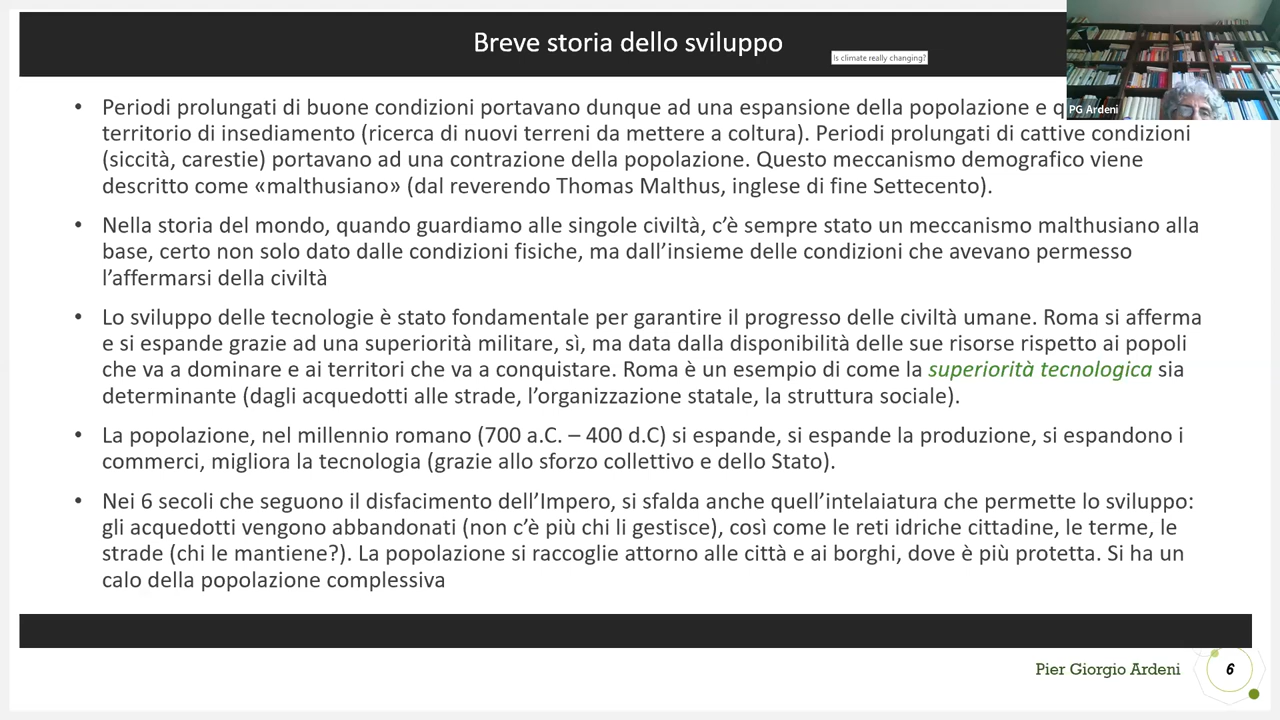 Breve storia dello sviluppo
Is climate really changing?
PG Ardeni
• Periodi prolungati di buone condizioni portavano dunque ad una espansione della popolazione e q
territorio di insediamento (ricerca di nuovi terreni da mettere a coltura). Periodi prolungati di cattive condizioni
(siccità, carestie) portavano ad una contrazione della popolazione. Questo meccanismo demografico viene
descritto come «malthusiano» (dal reverendo Thomas Malthus, inglese di fine Settecento).
• Nella storia del mondo, quando guardiamo alle singole civiltà, c’è sempre stato un meccanismo malthusiano alla
base, certo non solo dato dalle condizioni fisiche, ma dall’insieme delle condizioni che avevano permesso
l’affermarsi della civiltà
• Lo sviluppo delle tecnologie è stato fondamentale per garantire il progresso delle civiltà umane. Roma si afferma
e si espande grazie ad una superiorità militare, sì, ma data dalla disponibilità delle sue risorse rispetto ai popoli
che va a dominare e ai territori che va a conquistare. Roma è un esempio di come la superiorità tecnologica sia
determinante (dagli acquedotti alle strade, l’organizzazione statale, la struttura sociale).
• La popolazione, nel millennio romano (700 a.C. – 400 d.C) si espande, si espande la produzione, si espandono i
commerci, migliora la tecnologia (grazie allo sforzo collettivo e dello Stato).
• Nei 6 secoli che seguono il disfacimento dell’Impero, si sfalda anche quell’intelaiatura che permette lo sviluppo:
gli acquedotti vengono abbandonati (non c’è più chi li gestisce), così come le reti idriche cittadine, le terme, le
strade (chi le mantiene?). La popolazione si raccoglie attorno alle città e ai borghi, dove è più protetta. Si ha un
calo della popolazione complessiva
Pier Giorgio Ardeni
6